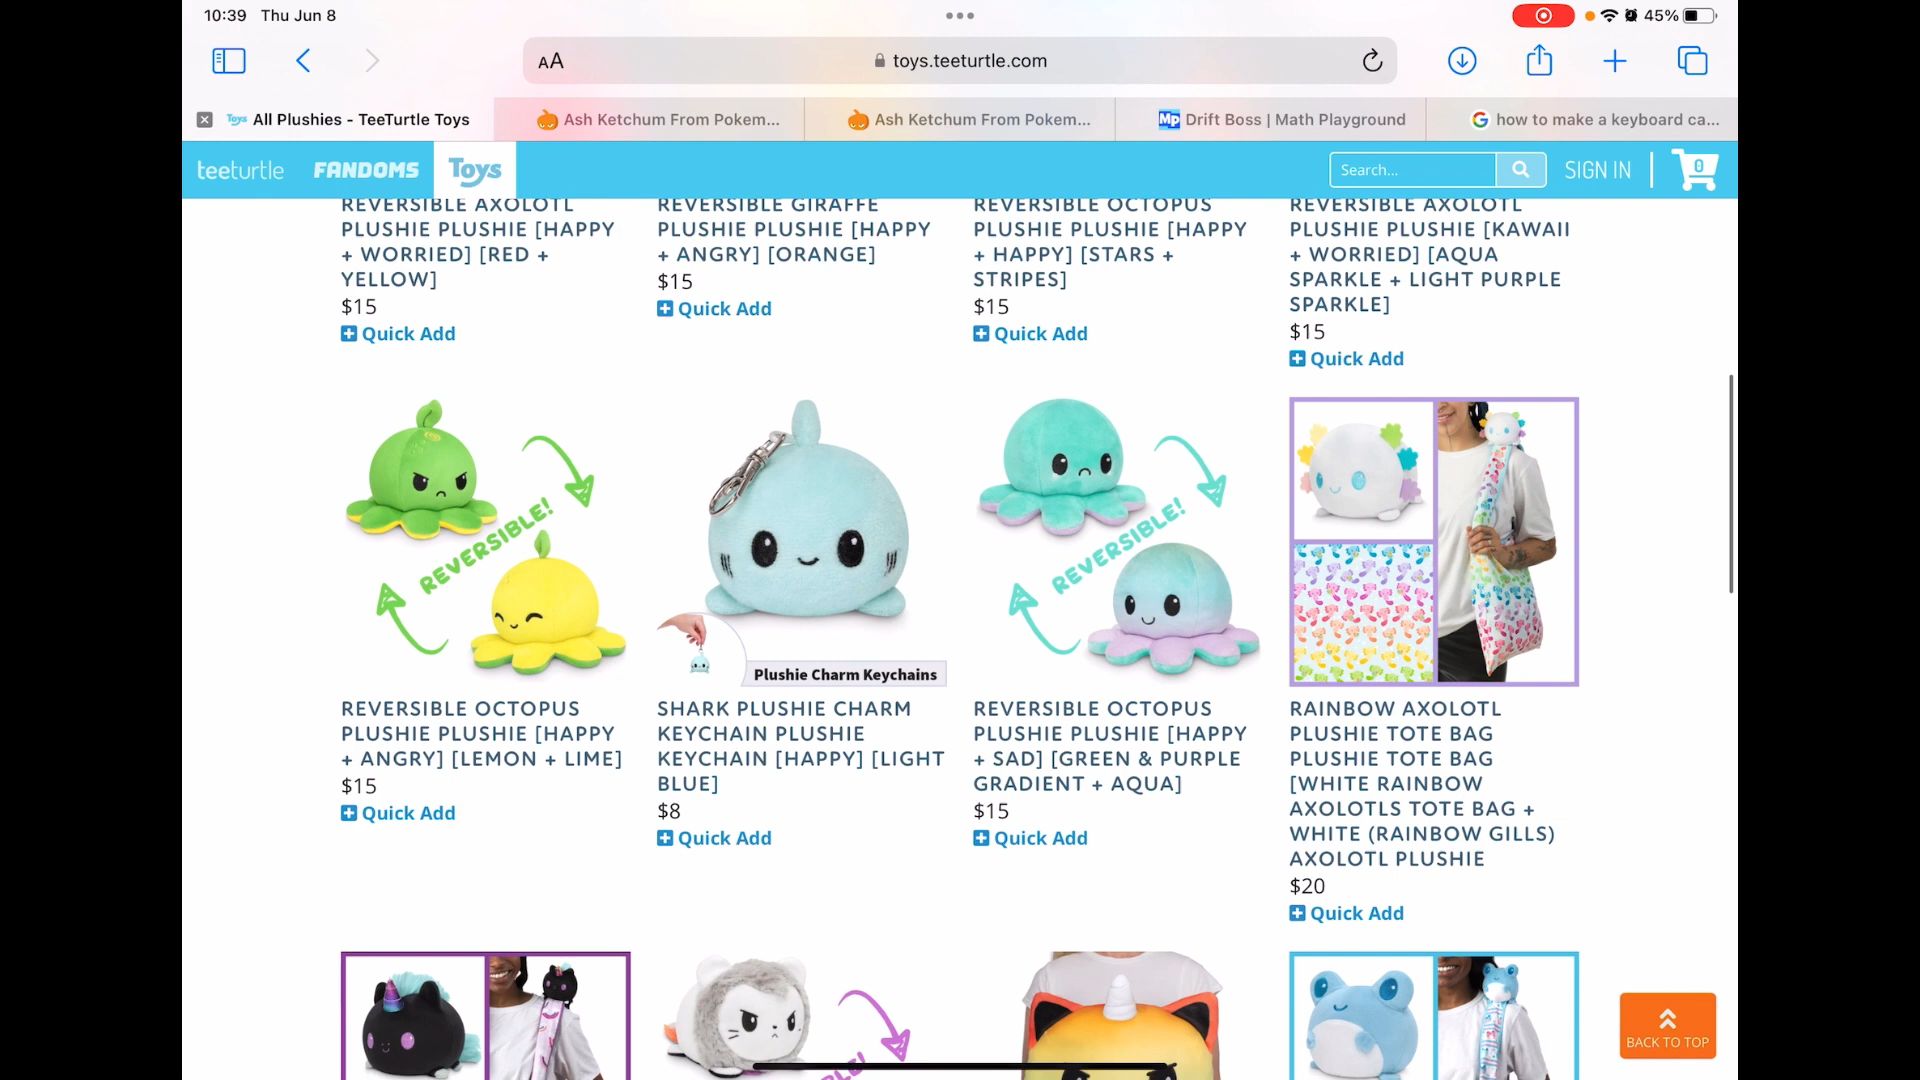 10:39 Thu Jun 8
45%
AA
toys.teeturtle.com
Toys All Plushies - TeeTurtle Toys
Ash Ketchum From Pokem...
Ash Ketchum From Pokem...
Mp Drift Boss | Math Playground
G how to make a keyboard ca...
teeturtle
FANDOMS
Toys
Search...
SIGN IN
0
REVERSIBLE AXOLOTL
PLUSHIE PLUSHIE [HAPPY
+ WORRIED] [RED +
YELLOW]
$15
Quick Add
REVERSIBLE GIRAFFE
PLUSHIE PLUSHIE [HAPPY
+ ANGRY] [ORANGE]
$15
Quick Add
REVERSIBLE OCTOPUS
PLUSHIE PLUSHIE [HAPPY
+ HAPPY] [STARS +
STRIPES]
$15
Quick Add
REVERSIBLE AXOLOTL
PLUSHIE PLUSHIE [KAWAII
+ WORRIED] [AQUA
SPARKLE + LIGHT PURPLE
SPARKLE]
$15
Quick Add
REVERSIBLE!
REVERSIBLE OCTOPUS
PLUSHIE PLUSHIE [HAPPY
+ ANGRY] [LEMON + LIME]
$15
Quick Add
Plushie Charm Keychains
SHARK PLUSHIE CHARM
KEYCHAIN PLUSHIE
KEYCHAIN [HAPPY] [LIGHT
BLUE]
$8
Quick Add
REVERSIBLE!
REVERSIBLE OCTOPUS
PLUSHIE PLUSHIE [HAPPY
+ SAD] [GREEN & PURPLE
GRADIENT + AQUA]
$15
Quick Add
RAINBOW AXOLOTL
PLUSHIE TOTE BAG
PLUSHIE TOTE BAG
[WHITE RAINBOW
AXOLOTLS TOTE BAG +
WHITE (RAINBOW GILLS)
AXOLOTL PLUSHIE
$20
Quick Add
BACK TO TOP